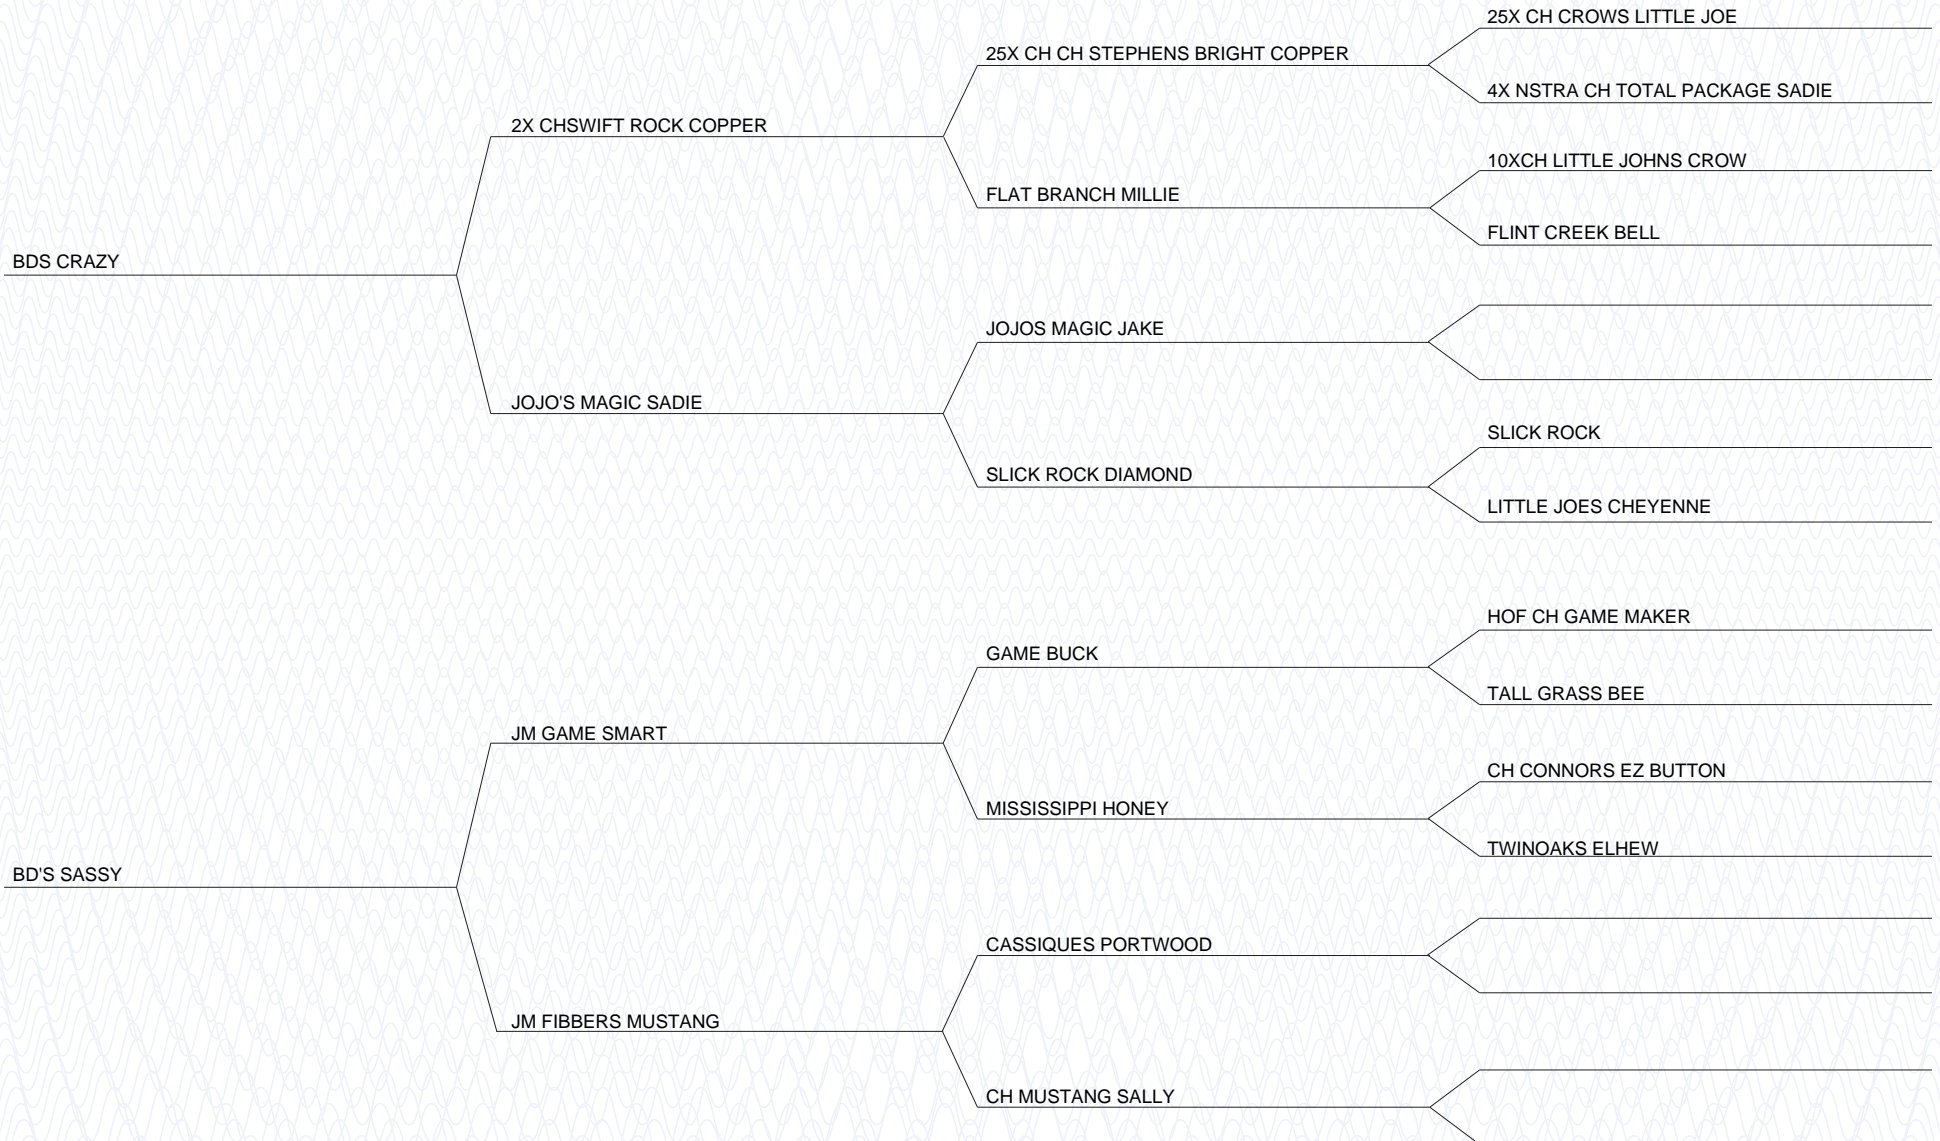 25X CH CROWS LITTLE JOE
25X CH CH STEPHENS BRIGHT COPPER
4X NSTRA CH TOTAL PACKAGE SADIE
2X CHSWIFT ROCK COPPER
10XCH LITTLE JOHNS CROW
FLAT BRANCH MILLIE
FLINT CREEK BELL
BDS CRAZY
JOJOS MAGIC JAKE
JOJO'S MAGIC SADIE
SLICK ROCK
SLICK ROCK DIAMOND
LITTLE JOES CHEYENNE
HOF CH GAME MAKER
GAME BUCK
TALL GRASS BEE
JM GAME SMART
CH CONNORS EZ BUTTON
MISSISSIPPI HONEY
TWINOAKS ELHEW
BD'S SASSY
CASSIQUES PORTWOOD
JM FIBBERS MUSTANG
CH MUSTANG SALLY